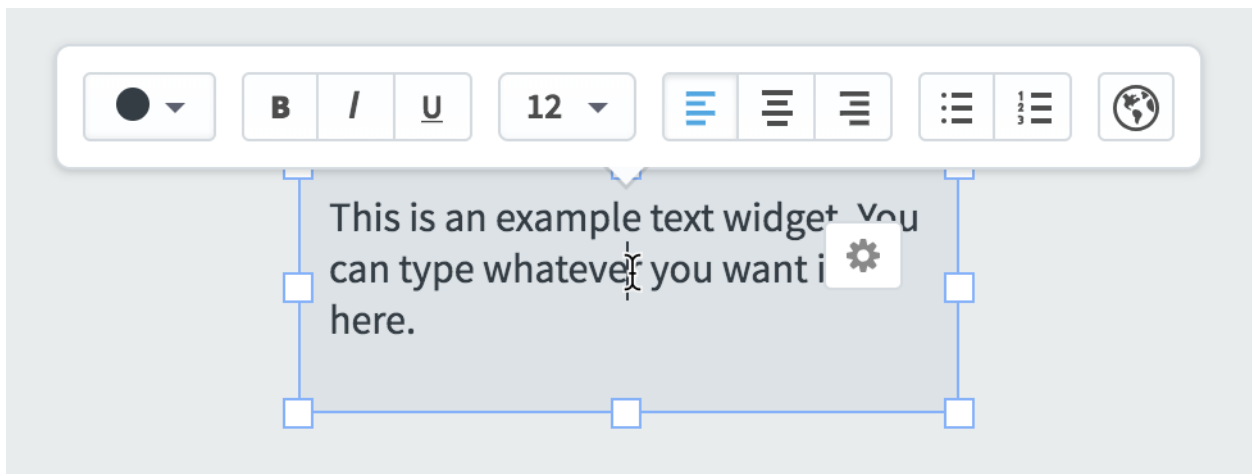 B I U 12
This is an example text widget. You
can type whatever you want i
here.